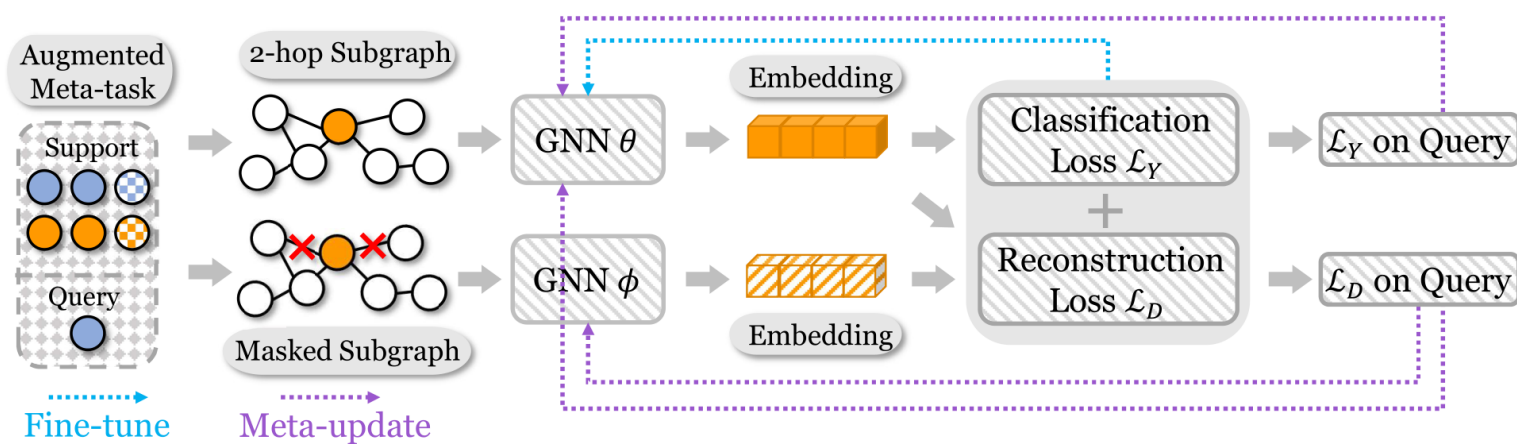 Augmented
Meta-task
Support
Query
2-hop Subgraph
Masked Subgraph
GNN θ
GNN ϕ
Embedding
Embedding
Classification
Loss ℒ_Y
+
Reconstruction
Loss ℒ_D
ℒ_Y on Query
ℒ_D on Query
Fine-tune
Meta-update